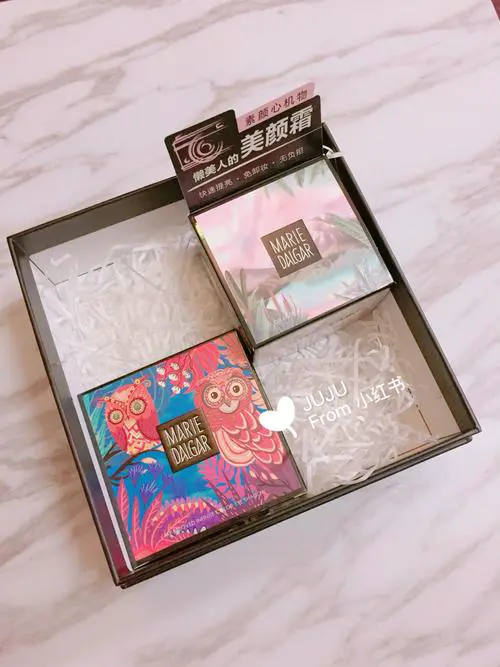 素颜心机物
懒美人的 美颜霜
快速提亮·免卸妆·无负担
MARIE
DALGAR
MARIE
DALGAR
JUJU
From 小红书